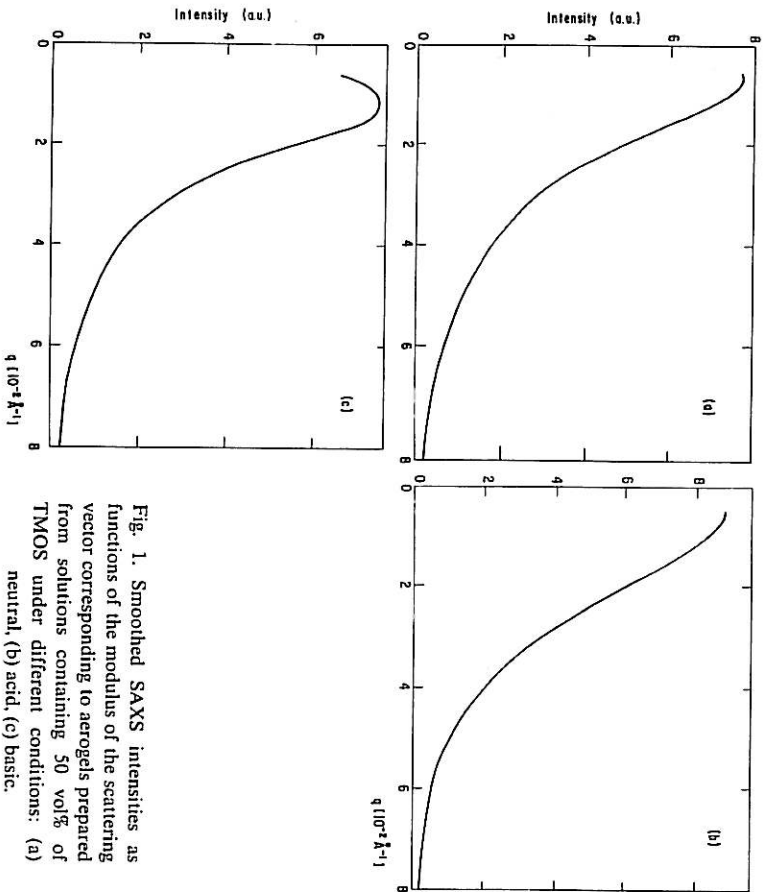 Intensity (a.u.)
0
2
4
6
8
0
2
4
6
8
(a)
0
2
4
6
8
0
2
4
6
8
q [10⁻² Å⁻¹]
(b)
Intensity (a.u.)
0
2
4
6
0
2
4
6
8
q [10⁻² Å⁻¹]
(c)
Fig. 1. Smoothed SAXS intensities as
functions of the modulus of the scattering
vector corresponding to aerogels prepared
from solutions containing 50 vol% of
TMOS under different conditions: (a)
neutral, (b) acid, (c) basic.